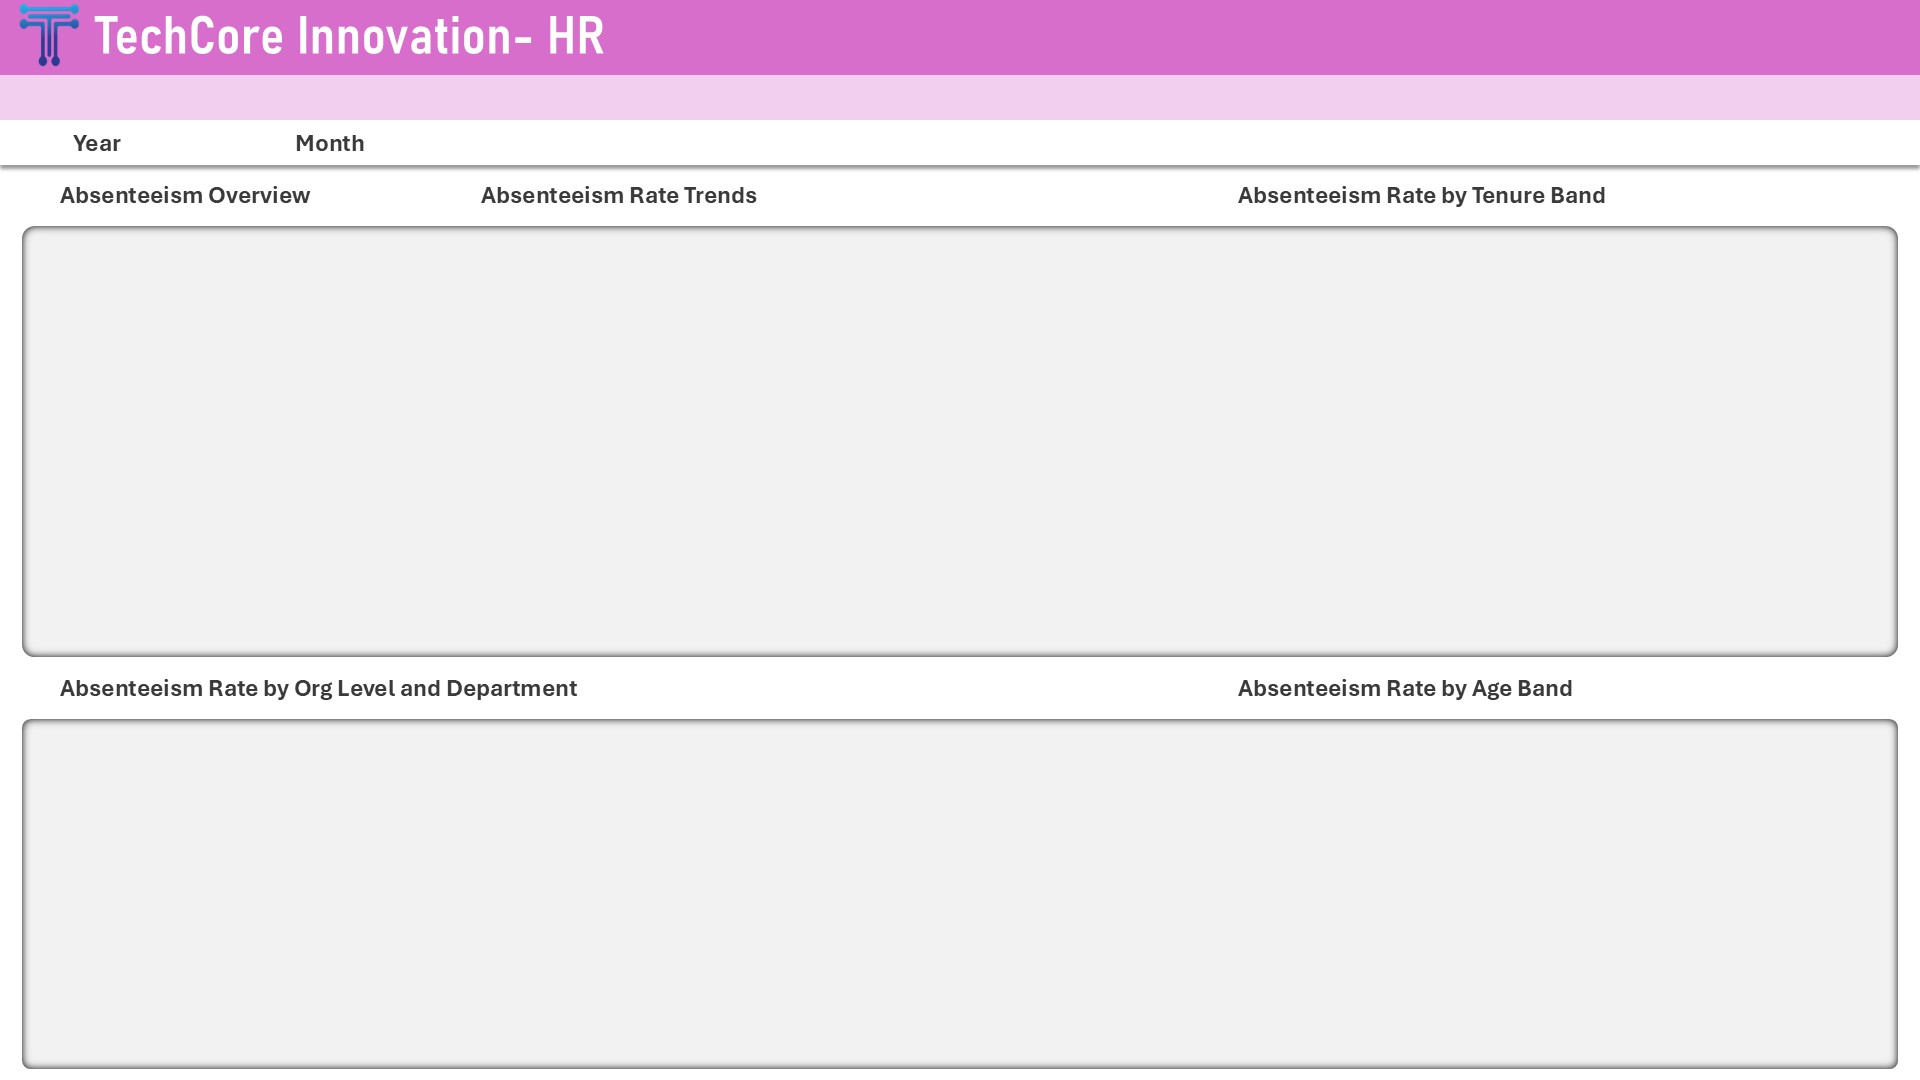 TechCore Innovation- HR
Year
Month
Absenteeism Overview
Absenteeism Rate Trends
Absenteeism Rate by Tenure Band
Absenteeism Rate by Org Level and Department
Absenteeism Rate by Age Band